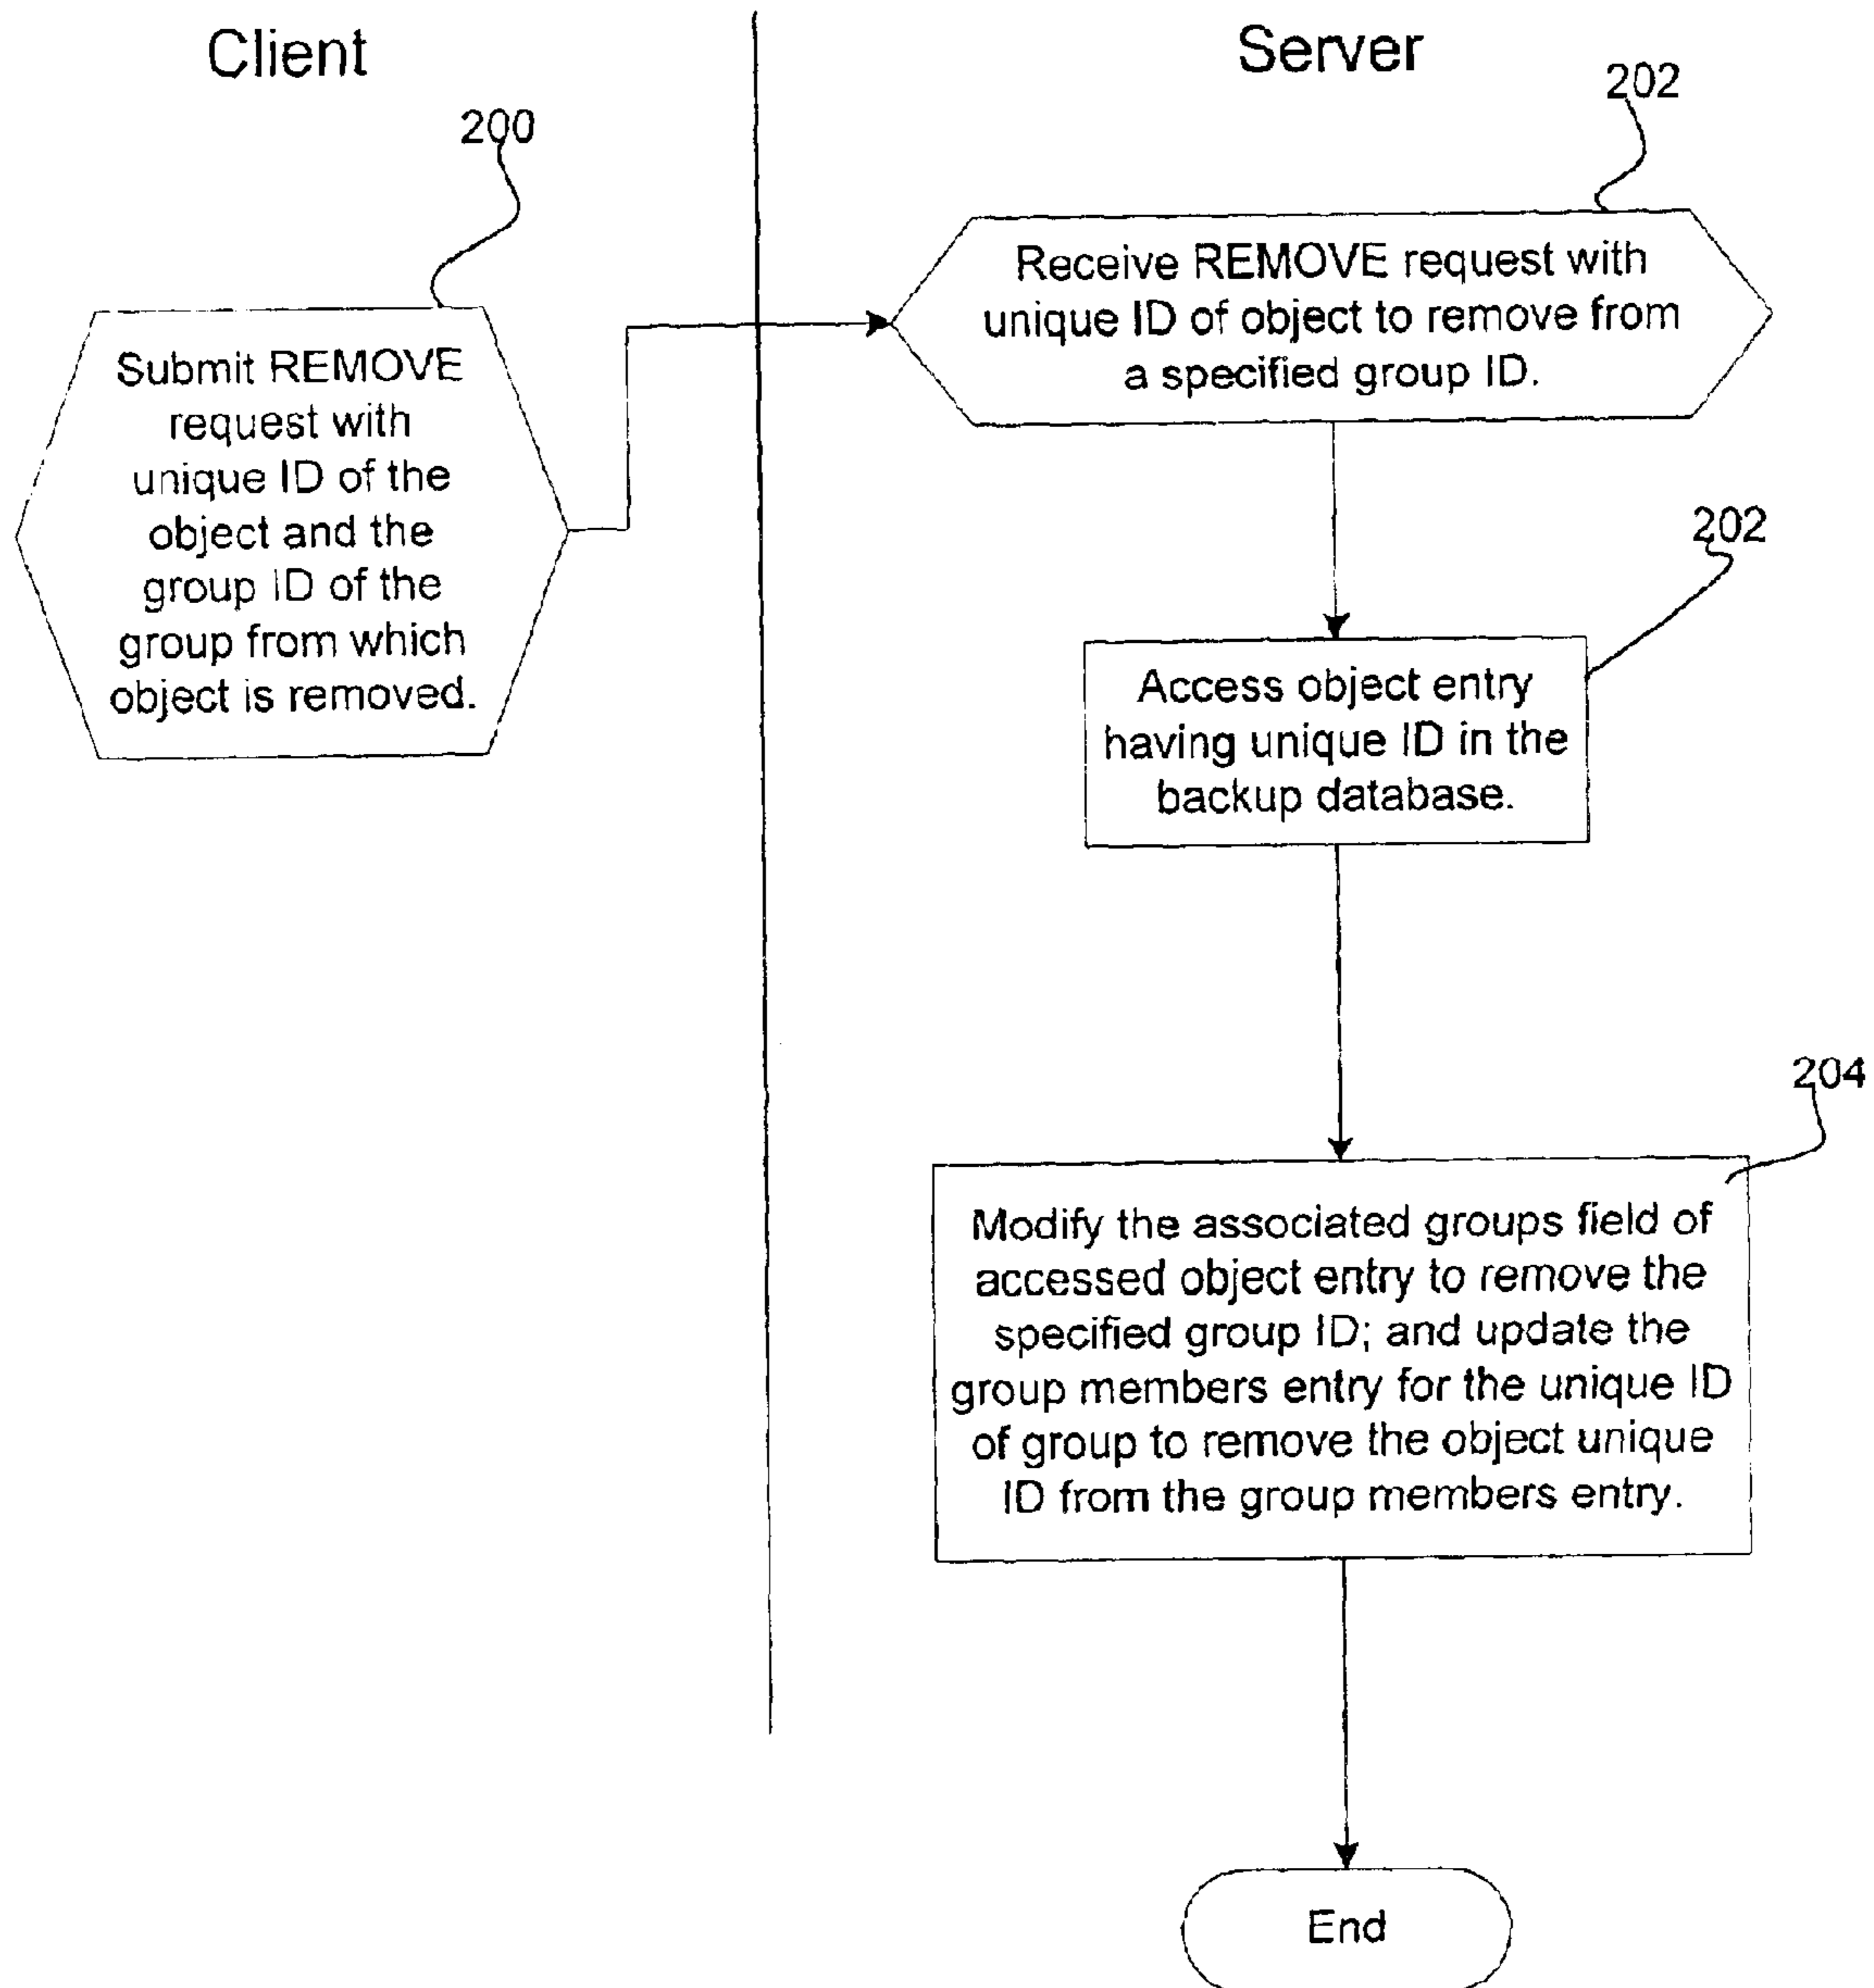 Client
200
Submit REMOVE
request with
unique ID of the
object and the
group ID of the
group from which
object is removed.
Server
202
Receive REMOVE request with
unique ID of object to remove from
a specified group ID.
202
Access object entry
having unique ID in the
backup database.
204
Modify the associated groups field of
accessed object entry to remove the
specified group ID; and update the
group members entry for the unique ID
of group to remove the object unique
ID from the group members entry.
End